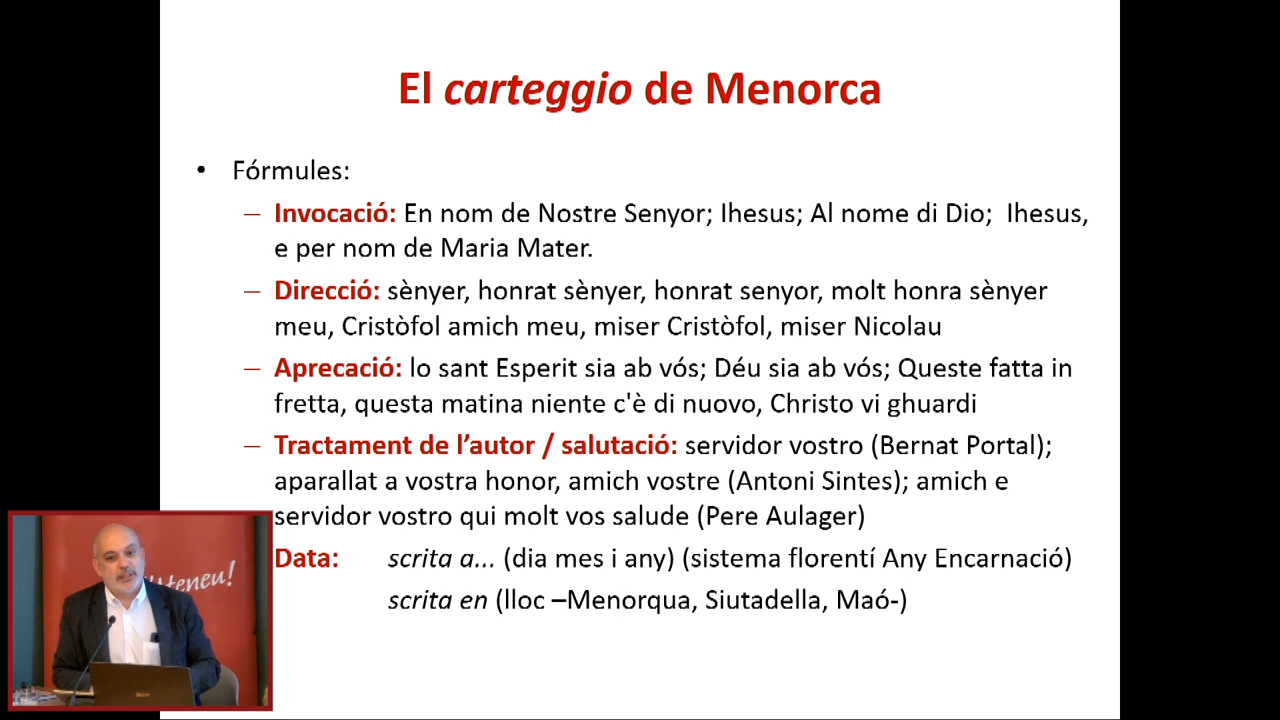 El carteggio de Menorca
• Fórmules:
– Invocació: En nom de Nostre Senyor; Ihesus; Al nome di Dio; Ihesus,
e per nom de Maria Mater.
– Direcció: sènyer, honrat sènyer, honrat senyor, molt honra sènyer
meu, Cristòfol amich meu, miser Cristòfol, miser Nicolau
– Aprecació: lo sant Esperit sia ab vós; Déu sia ab vós; Queste fatta in
fretta, questa matina niente c'è di nuovo, Christo vi ghuardi
– Tractament de l’autor / salutació: servidor vostro (Bernat Portal);
aparallat a vostra honor, amich vostre (Antoni Sintes); amich e
servidor vostro qui molt vos salude (Pere Aulager)
Data: scrita a... (dia mes i any) (sistema florentí Any Encarnació)
scrita en (lloc –Menorqua, Siutadella, Maó-)
acer